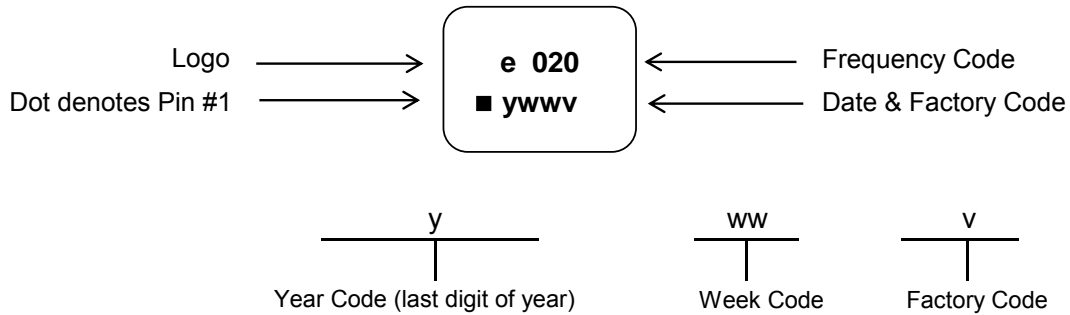 Logo
e 020
Frequency Code
Dot denotes Pin #1
■ ywwv
Date & Factory Code
y
ww
v
Year Code (last digit of year)
Week Code
Factory Code